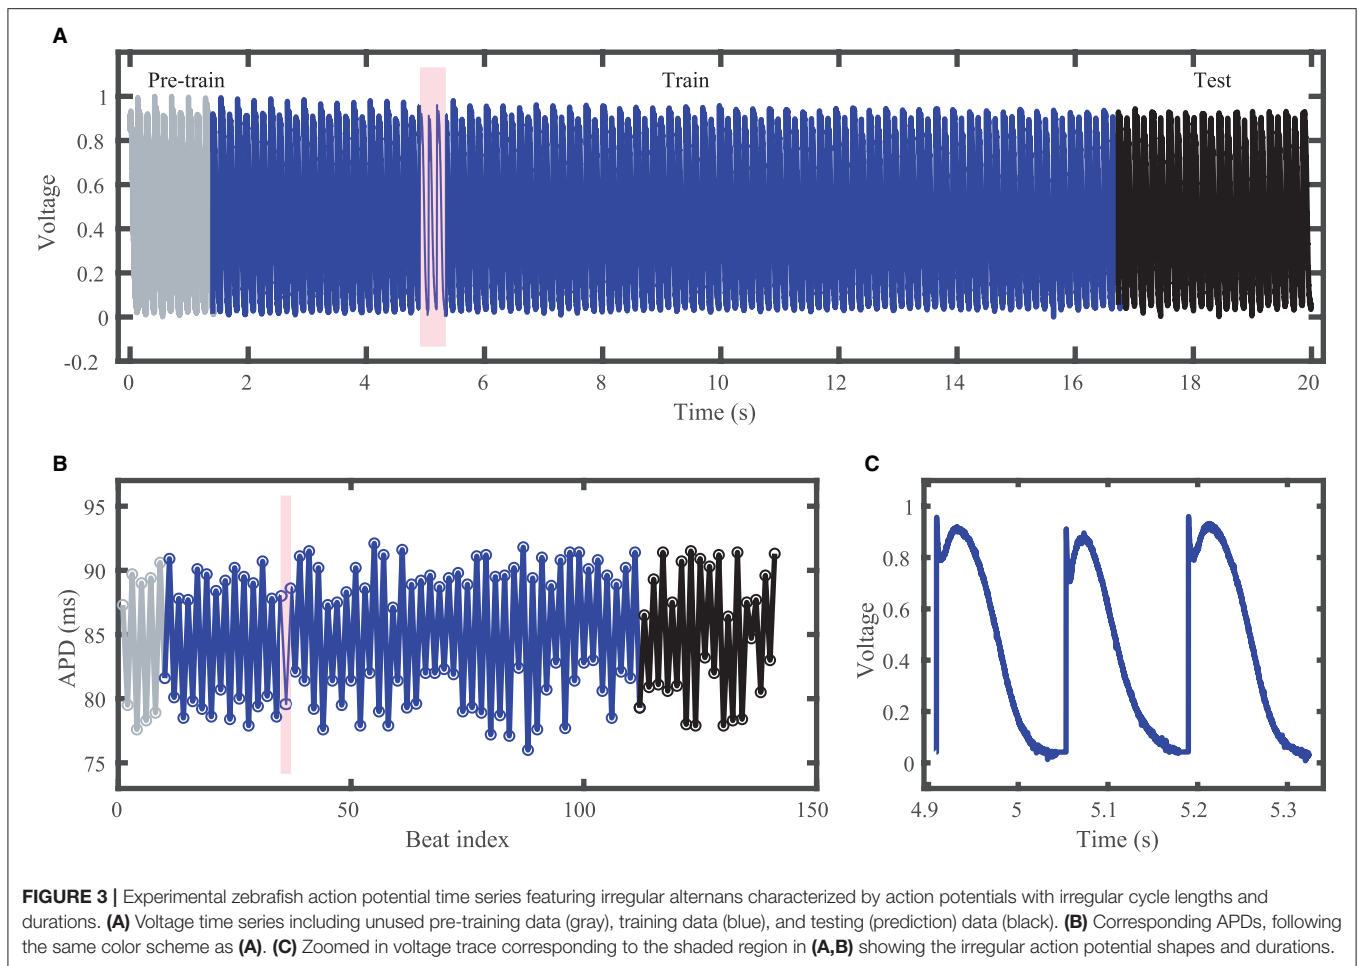 A
Pre-train Train Test
1
0.8
0.6
0.4
0.2
0
-0.2
Voltage
0 2 4 6 8 10 12 14 16 18 20
Time (s)
B
95
90
85
80
75
APD (ms)
0 50 100 150
Beat index
C
1
0.8
0.6
0.4
0.2
0
Voltage
4.9 5 5.1 5.2 5.3
Time (s)
FIGURE 3 | Experimental zebrafish action potential time series featuring irregular alternans characterized by action potentials with irregular cycle lengths and
durations. (A) Voltage time series including unused pre-training data (gray), training data (blue), and testing (prediction) data (black). (B) Corresponding APDs, following
the same color scheme as (A). (C) Zoomed in voltage trace corresponding to the shaded region in (A,B) showing the irregular action potential shapes and durations.